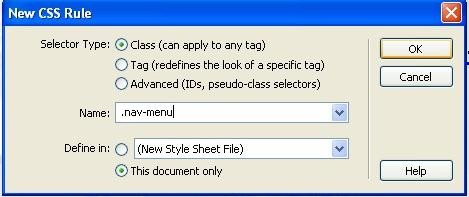 New CSS Rule
Selector Type: Class (can apply to any tag)
Tag (redefines the look of a specific tag)
Advanced (IDs, pseudo-class selectors)
Name: .nav-menu
Define in: (New Style Sheet File)
This document only
OK
Cancel
Help